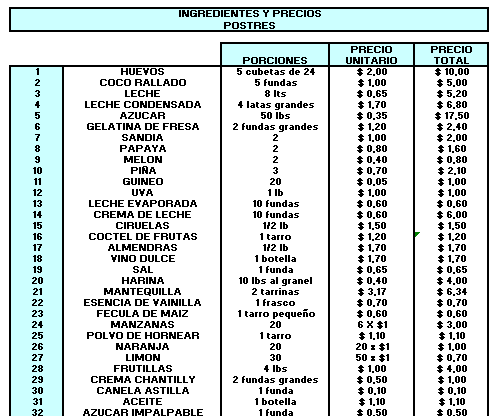 INGREDIENTES Y PRECIOS
POSTRES
PORCIONES PRECIO UNITARIO PRECIO TOTAL
1 HUEVOS 5 cubetas de 24 $ 2,00 $ 10,00
2 COCO RALLADO 5 fundas $ 1,00 $ 5,00
3 LECHE 8 lts $ 0,65 $ 5,20
4 LECHE CONDENSADA 4 latas grandes $ 1,70 $ 6,80
5 AZUCAR 50 lbs $ 0,35 $ 17,50
6 GELATINA DE FRESA 2 fundas grandes $ 1,20 $ 2,40
7 SANDIA 2 $ 1,00 $ 2,00
8 PAPAYA 2 $ 0,80 $ 1,60
9 MELON 2 $ 0,40 $ 0,80
10 PIÑA 3 $ 0,70 $ 2,10
11 GUINEO 20 $ 0,05 $ 1,00
12 UVA 1 lb $ 1,00 $ 1,00
13 LECHE EVAPORADA 10 fundas $ 0,60 $ 0,60
14 CREMA DE LECHE 10 fundas $ 0,60 $ 6,00
15 CIRUELAS 1/2 lb $ 1,50 $ 1,50
16 COCTEL DE FRUTAS 1 tarro $ 1,20 $ 1,20
17 ALMENDRAS 1/2 lb $ 1,70 $ 1,70
18 VINO DULCE 1 botella $ 1,70 $ 1,70
19 SAL 1 funda $ 0,65 $ 0,65
20 HARINA 10 lbs al granel $ 0,40 $ 4,00
21 MANTEQUILLA 2 tarrinas $ 3,17 $ 6,34
22 ESENCIA DE VAINILLA 1 frasco $ 0,70 $ 0,70
23 FECULA DE MAIZ 1 tarro pequeño $ 0,60 $ 0,60
24 MANZANAS 20 6 X $1 $ 3,00
25 POLVO DE HORNEAR 1 tarro $ 1,10 $ 1,10
26 NARANJA 20 20 x $1 $ 1,00
27 LIMON 30 50 x $1 $ 0,70
28 FRUTILLAS 4 lbs $ 1,00 $ 4,00
29 CREMA CHANTILLY 2 fundas grandes $ 0,50 $ 1,00
30 CANELA ASTILLA 1 funda $ 0,10 $ 0,10
31 ACEITE 1 botella $ 1,10 $ 1,10
32 AZUCAR IMPALPABLE 1 funda $ 0,50 $ 0,50